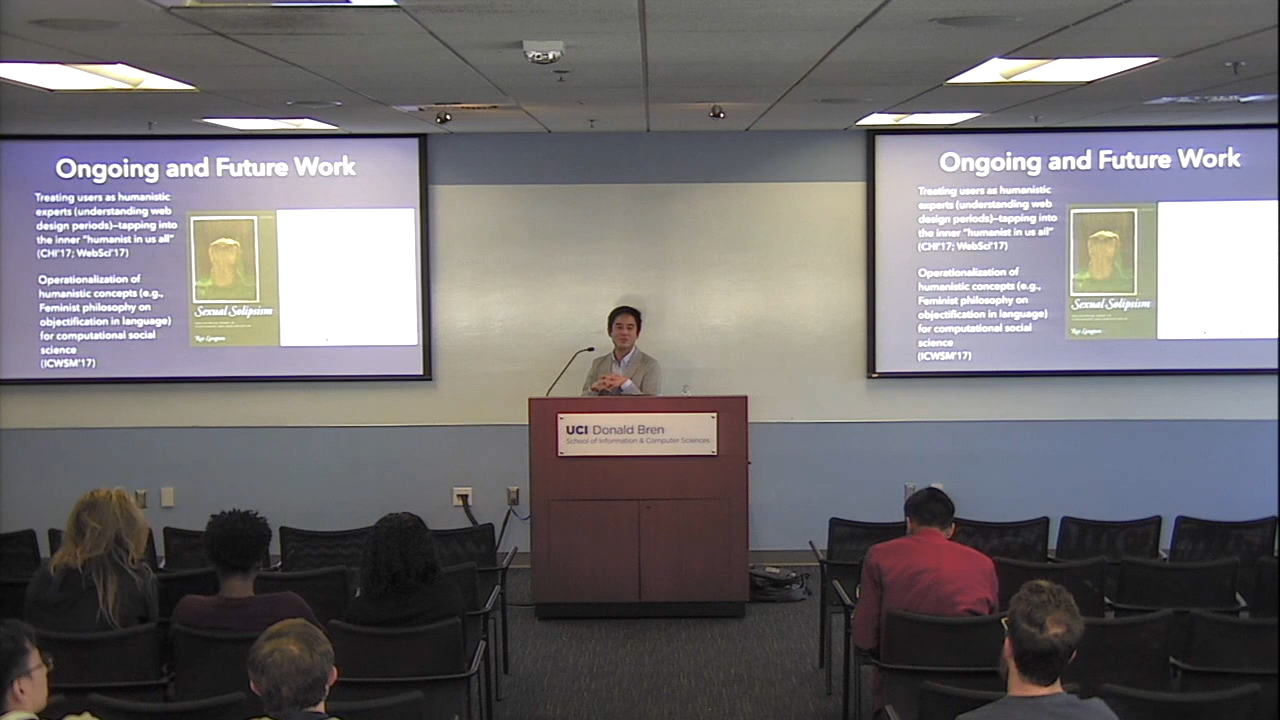 Ongoing and Future Work
Treating users as humanistic
experts (understanding web
design periods)–tapping into
the inner "humanist in us all"
(CHI'17; WebSci'17)
Operationalization of
humanistic concepts (e.g.,
Feminist philosophy on
objectification in language)
for computational social
science
(ICWSM'17)
Sexual Solipsism
Rae Langton
UCI Donald Bren
School of Information & Computer Sciences
Ongoing and Future Work
Treating users as humanistic
experts (understanding web
design periods)–tapping into
the inner "humanist in us all"
(CHI'17; WebSci'17)
Operationalization of
humanistic concepts (e.g.,
Feminist philosophy on
objectification in language)
for computational social
science
(ICWSM'17)
Sexual Solipsism
Rae Langton